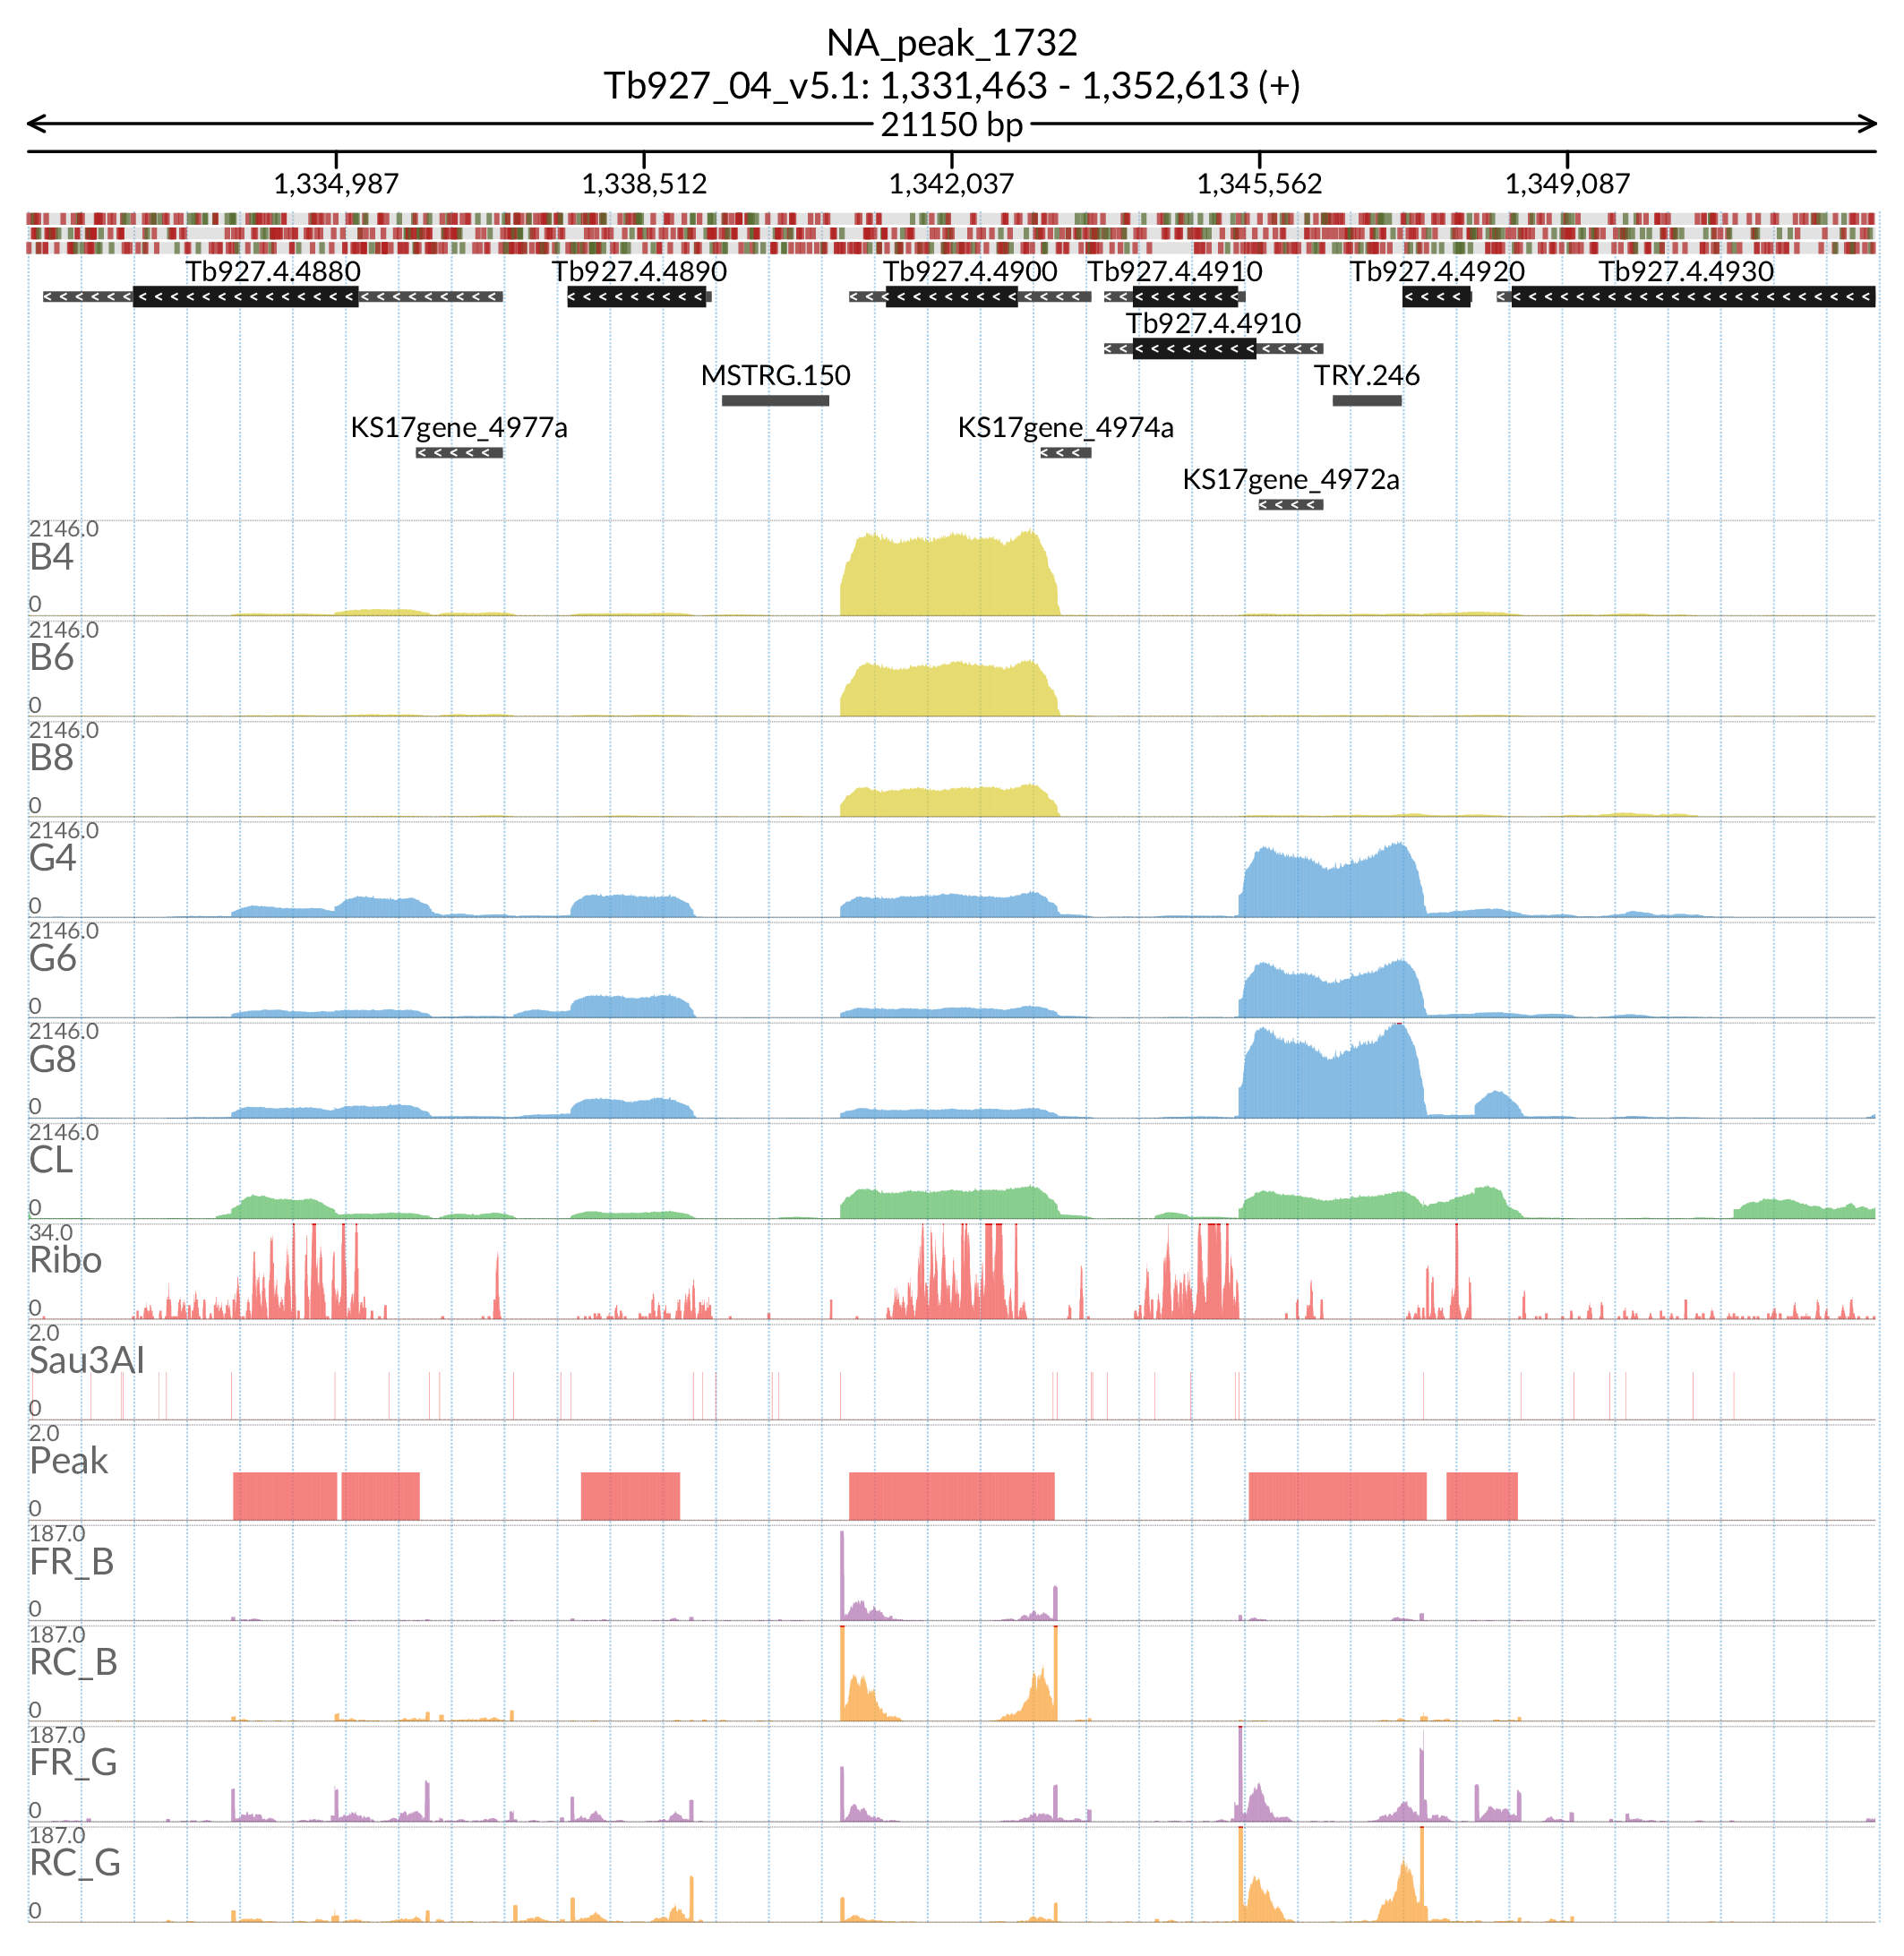 NA_peak_1732
Tb927_04_v5.1: 1,331,463 - 1,352,613 (+)
21150 bp
1,334,987 1,338,512 1,342,037 1,345,562 1,349,087
Tb927.4.4880 Tb927.4.4890 Tb927.4.4900 Tb927.4.4910 Tb927.4.4920 Tb927.4.4930
Tb927.4.4910
MSTRG.150 TRY.246
KS17gene_4977a KS17gene_4974a
KS17gene_4972a
2146.0
B4
0
2146.0
B6
0
2146.0
B8
0
2146.0
G4
0
2146.0
G6
0
2146.0
G8
0
2146.0
CL
0
34.0
Ribo
0
2.0
Sau3AI
0
2.0
Peak
0
187.0
FR_B
0
187.0
RC_B
0
187.0
FR_G
0
187.0
RC_G
0